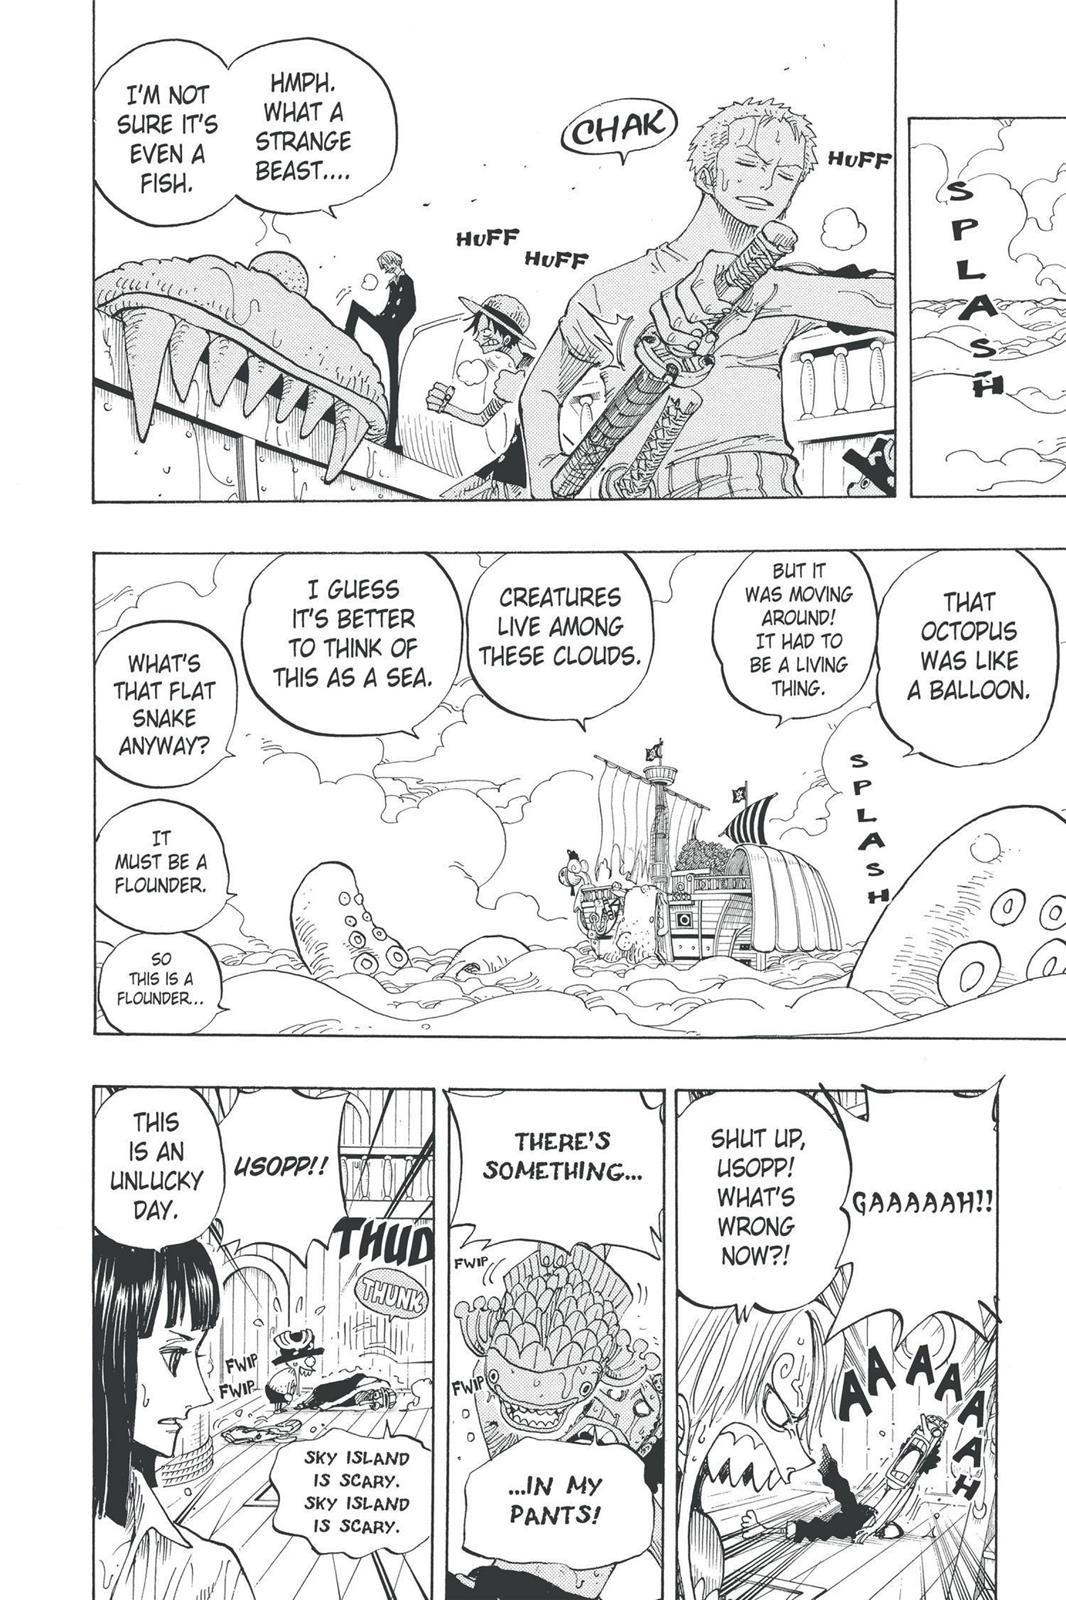 SPLASH
HUFF
CHAK
HUFF
HUFF
HMPH.
WHAT A
STRANGE
BEAST....
I'M NOT
SURE IT'S
EVEN A
FISH.
THAT
OCTOPUS
WAS LIKE
A BALLOON.
BUT IT
WAS MOVING
AROUND!
IT HAD TO
BE A LIVING
THING.
CREATURES
LIVE AMONG
THESE CLOUDS.
I GUESS
IT'S BETTER
TO THINK OF
THIS AS A SEA.
WHAT'S
THAT FLAT
SNAKE
ANYWAY?
IT
MUST BE A
FLOUNDER.
SO
THIS IS A
FLOUNDER...
SPLASH
GAAAAAH!!
SHUT UP,
USOPP!
WHAT'S
WRONG
NOW?!
AAAAAAH
THERE'S
SOMETHING...
FWIP
FWIP
...IN MY
PANTS!
USOPP!!
THUD
THUNK
FWIP
FWIP
THIS
IS AN
UNLUCKY
DAY.
SKY ISLAND
IS SCARY.
SKY ISLAND
IS SCARY.